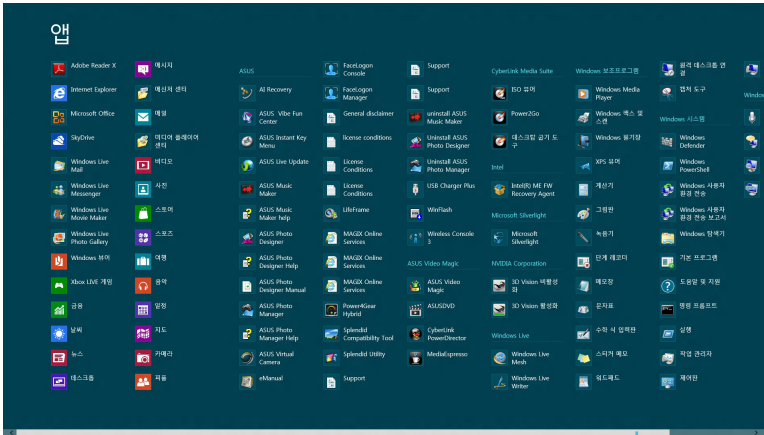 앱
Adobe Reader X
Internet Explorer
Microsoft Office
SkyDrive
Windows Live
Mail
Windows Live
Messenger
Windows Live
Movie Maker
Windows Live
Photo Gallery
Windows 뷰어
Xbox LIVE 게임
금융
날씨
뉴스
데스크톱
메시지
메신저 센터
메일
미디어 플레이어
센터
비디오
사진
스토어
스포츠
여행
음악
일정
지도
카메라
피플
ASUS
AI Recovery
ASUS Vibe Fun
Center
ASUS Instant Key
Menu
ASUS Live Update
ASUS Music
Maker
ASUS Music
Maker help
ASUS Photo
Designer
ASUS Photo
Designer Help
ASUS Photo
Designer Manual
ASUS Photo
Manager
ASUS Photo
Manager Help
ASUS Virtual
Camera
eManual
FaceLogon
Console
FaceLogon
Manager
General disclaimer
license conditions
License
Conditions
License
Conditions
LifeFrame
MAGIX Online
Services
MAGIX Online
Services
MAGIX Online
Services
Power4Gear
Hybrid
Splendid
Compatibility Tool
Splendid Utility
Support
Support
Support
uninstall ASUS
Music Maker
Uninstall ASUS
Photo Designer
Uninstall ASUS
Photo Manager
USB Charger Plus
WinFlash
Wireless Console
3
ASUS Video Magic
ASUS Video
Magic
ASUSDVD
CyberLink
PowerDirector
MediaEspresso
CyberLink Media Suite
ISO 뷰어
Power2Go
데스크탑 굽기 도
구
Intel
Intel(R) ME FW
Recovery Agent
Microsoft Silverlight
Microsoft
Silverlight
NVIDIA Corporation
3D Vision 비활성
화
3D Vision 활성화
Windows Live
Windows Live
Mesh
Windows Live
Writer
Windows 보조프로그램
Windows Media
Player
Windows 팩스 및
스캔
Windows 필기장
XPS 뷰어
계산기
그림판
녹음기
단계 레코더
메모장
문자표
수학 식 입력판
스티커 메모
워드패드
원격 데스크톱 연
결
캡처 도구
Windows 시스템
Windows
Defender
Windows
PowerShell
Windows 사용자
환경 전송
Windows 사용자
환경 전송 보고서
Windows 탐색기
기본 프로그램
도움말 및 지원
명령 프롬프트
실행
작업 관리자
제어판
Window